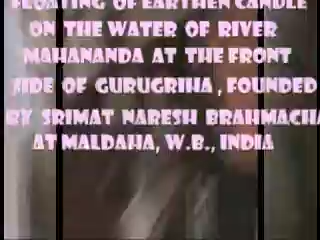 FLOATING OF EARTHEN CANDLE
ON THE WATER OF RIVER
MAHANANDA AT THE FRONT
SIDE OF GURUGRIHA, FOUNDED
BY SRIMAT NARESH BRAHMACHA
AT MALDAHA, W.B., INDIA